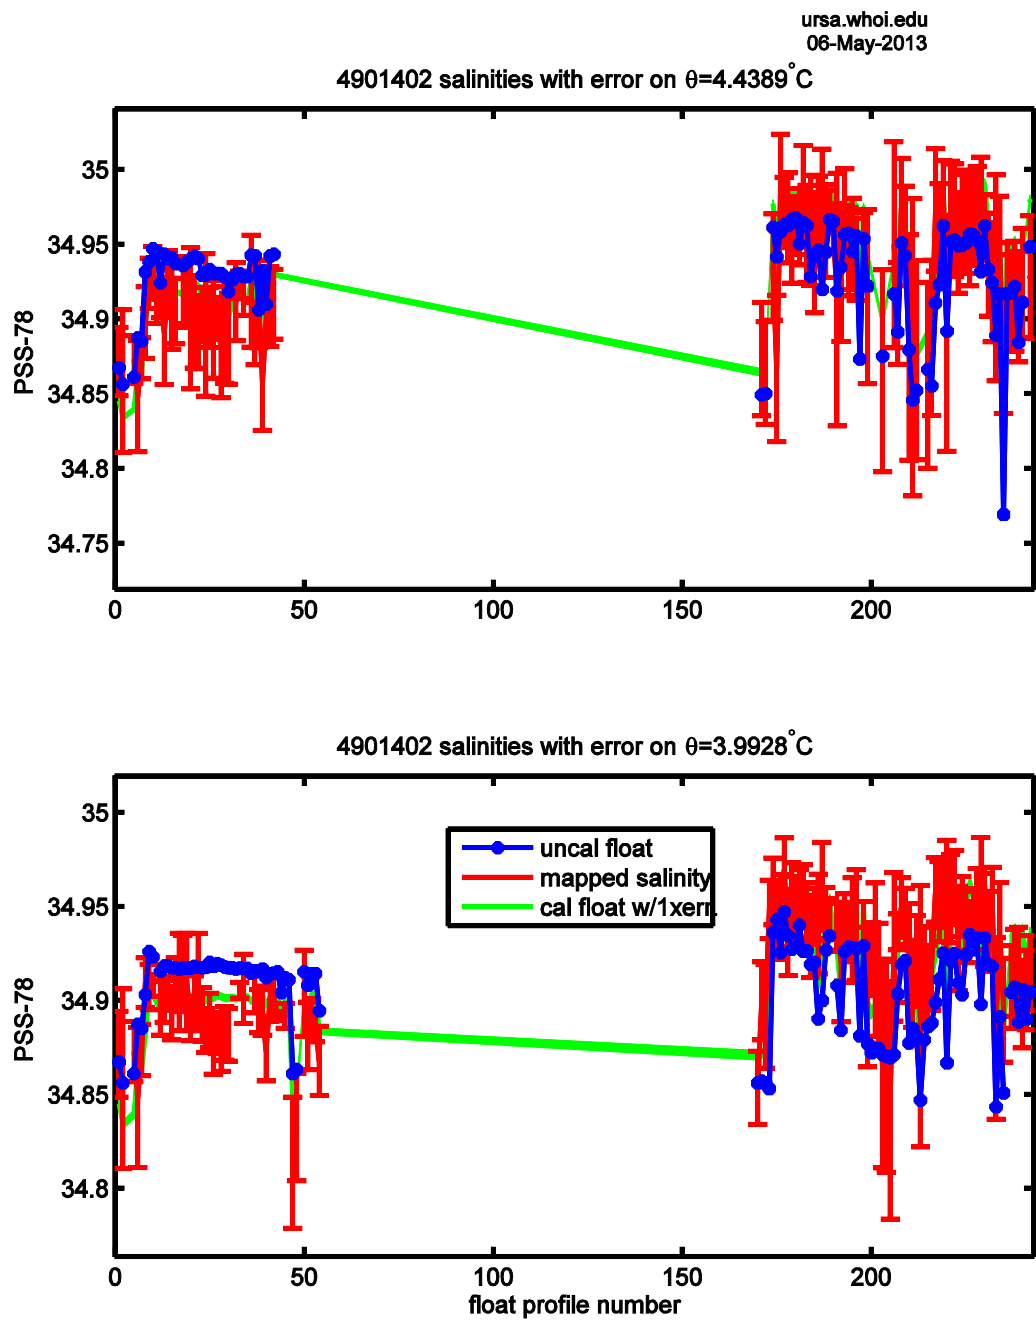 ursa.whoi.edu
06-May-2013
4901402 salinities with error on θ=4.4389°C
35
34.95
34.9
34.85
34.8
34.75
PSS-78
0 50 100 150 200
4901402 salinities with error on θ=3.9928°C
35
34.95
34.9
34.85
34.8
PSS-78
uncal float
mapped salinity
cal float w/1xerr.
0 50 100 150 200
float profile number